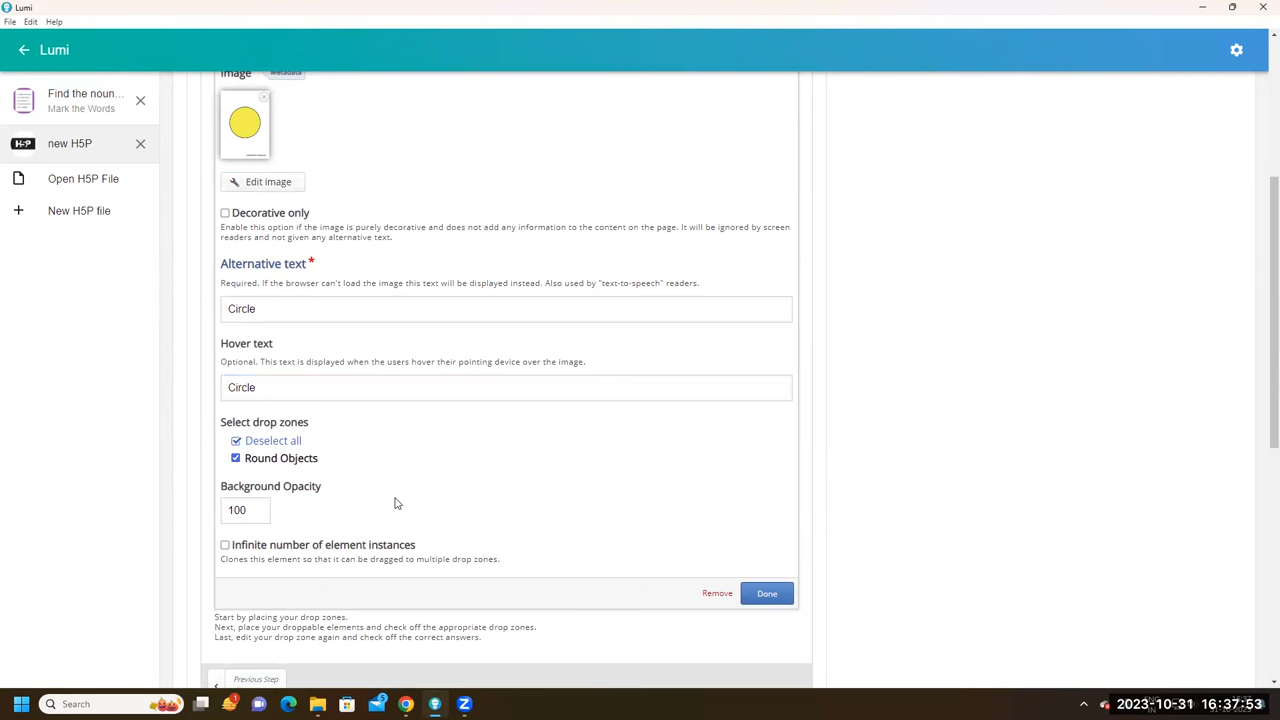 Lumi
File Edit Help
Lumi
Find the noun...
Mark the Words
H-P new H5P
Open H5P File
New H5P file
Image Metadata
Edit image
Decorative only
Enable this option if the image is purely decorative and does not add any information to the content on the page. It will be ignored by screen
readers and not given any alternative text.
Alternative text *
Required. If the browser can't load the image this text will be displayed instead. Also used by "text-to-speech" readers.
Circle
Hover text
Optional. This text is displayed when the users hover their pointing device over the image.
Circle
Select drop zones
Deselect all
Round Objects
Background Opacity
100
Infinite number of element instances
Clones this element so that it can be dragged to multiple drop zones.
Remove Done
Start by placing your drop zones.
Next, place your droppable elements and check off the appropriate drop zones.
Last, edit your drop zone again and check off the correct answers.
Previous Step
Search
2023-10-31 16:37:53